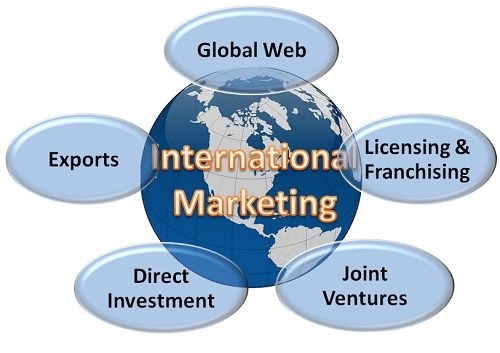 Global Web
Exports
International
Marketing
Licensing &
Franchising
Direct
Investment
Joint
Ventures